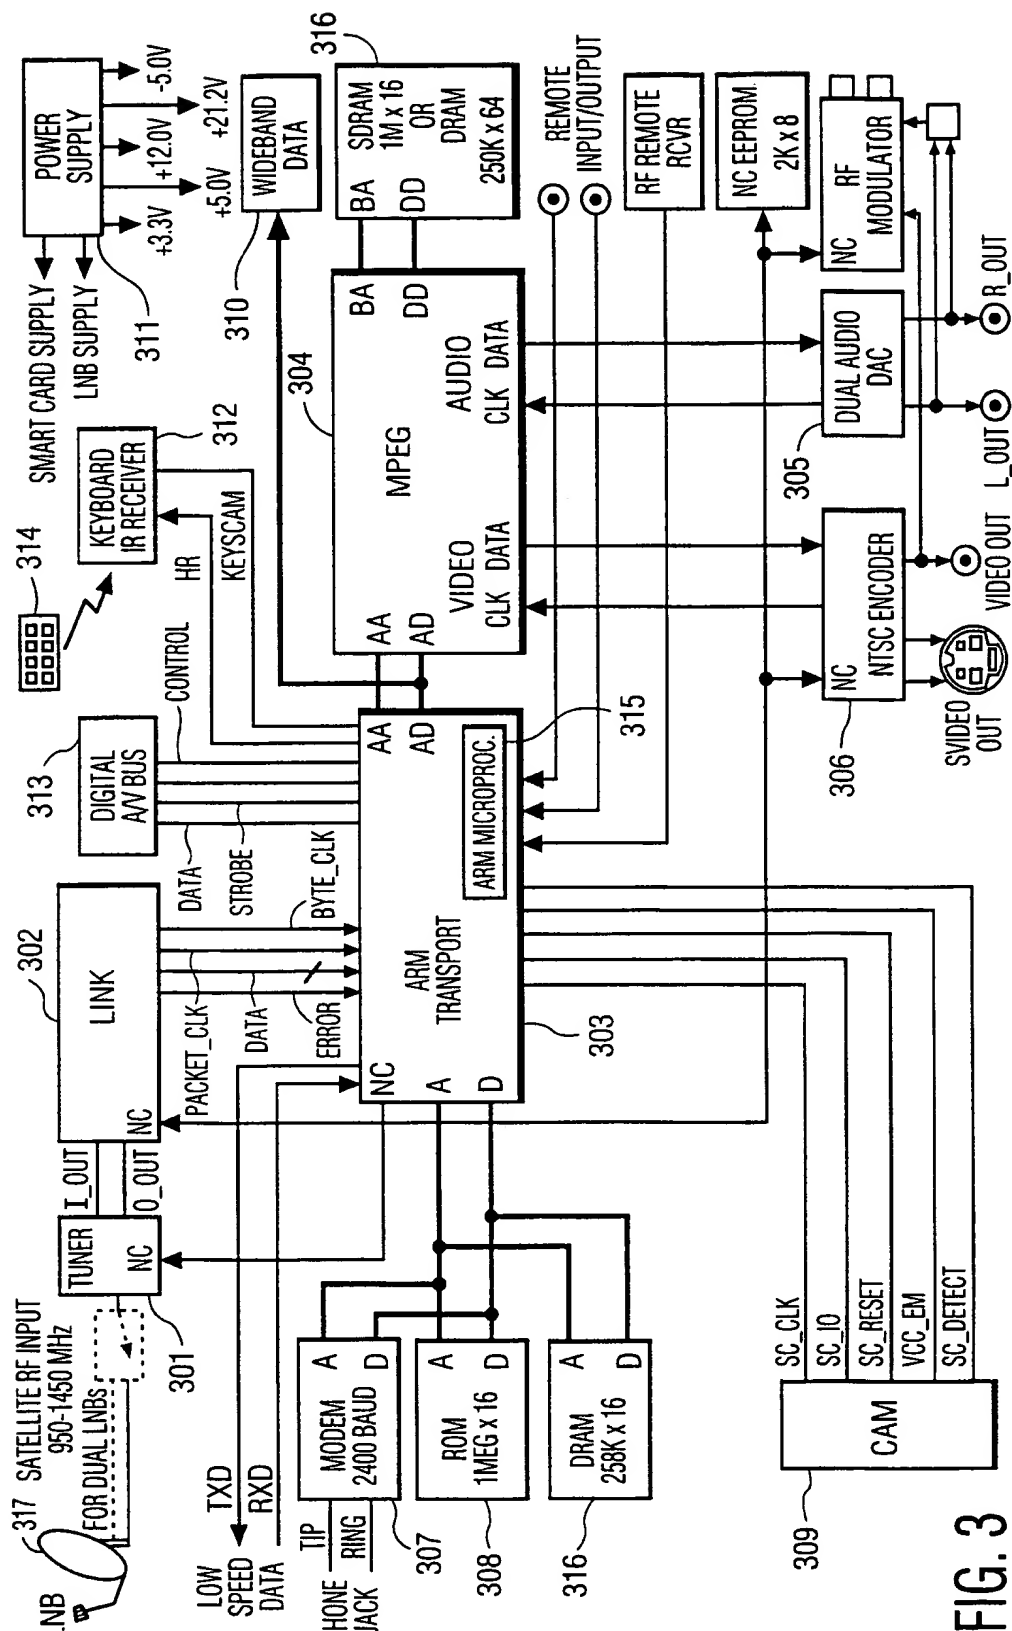 317
SATELLITE RF INPUT
950-1450 MHz
FOR DUAL LNBs
.NB
301
TUNER
NC
I_OUT
O_OUT
302
LINK
NC
PACKET_CLK
DATA
ERROR
BYTE_CLK
313
DIGITAL
A/V BUS
DATA
STROBE
CONTROL
314
KEYBOARD
IR RECEIVER
312
HR
KEYSCAM
SMART CARD SUPPLY
LNB SUPPLY
311
POWER
SUPPLY
+3.3V
+5.0V
+12.0V
+21.2V
-5.0V
310
WIDEBAND
DATA
LOW
SPEED
DATA
TXD
RXD
HONE
JACK
TIP
RING
307
MODEM
2400 BAUD
A
D
308
ROM
1MEG x 16
A
D
316
DRAM
258K x 16
A
D
NC
A
D
ARM
TRANSPORT
303
AA
AD
ARM MICROPROC.
315
304
AA
AD
MPEG
VIDEO
CLK DATA
AUDIO
CLK DATA
BA
DD
316
BA
DD
SDRAM
1M x 16
OR
DRAM
250K x 64
REMOTE
INPUT/OUTPUT
RF REMOTE
RCVR
NC EEPROM
2K x 8
309
CAM
SC_CLK
SC_IO
SC_RESET
VCC_EM
SC_DETECT
306
NC
NTSC ENCODER
SVIDEO
OUT
VIDEO OUT
305
DUAL AUDIO
DAC
L_OUT
R_OUT
NC
RF
MODULATOR
FIG. 3